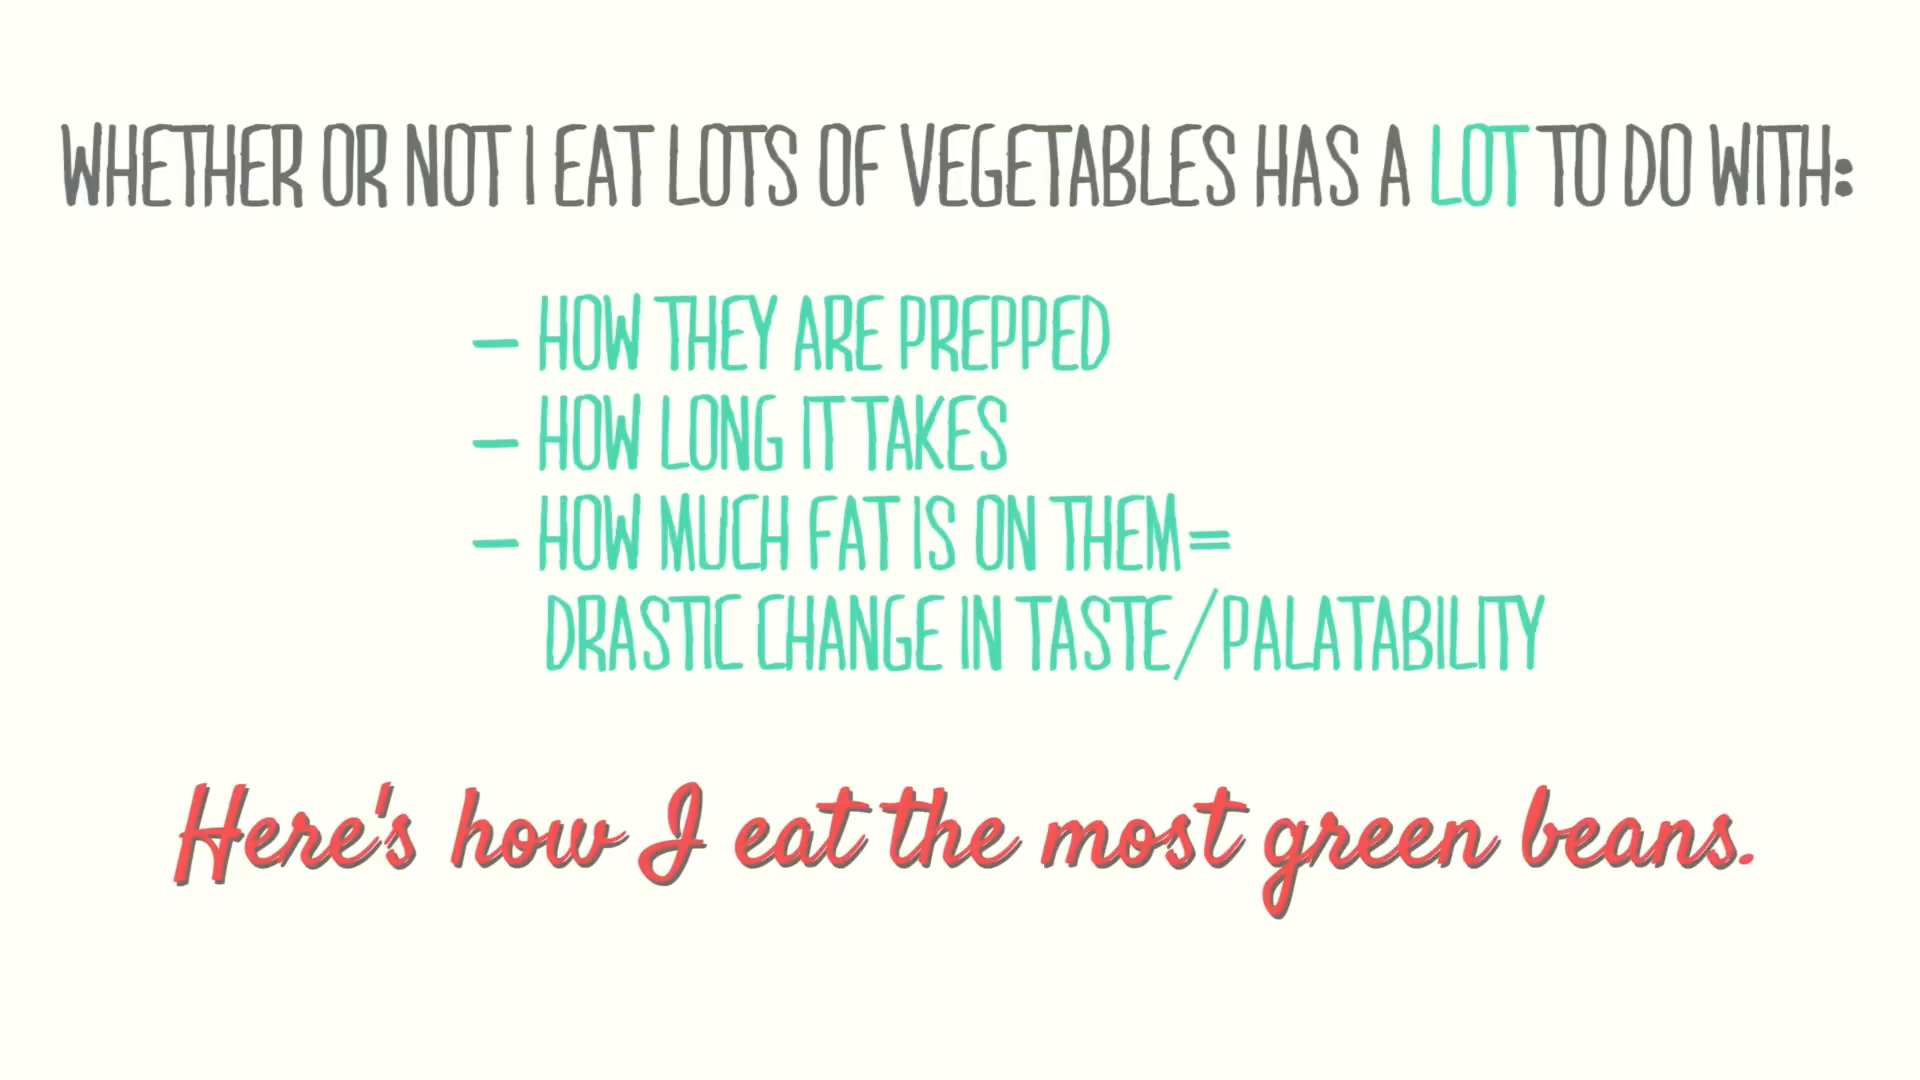 WHETHER OR NOT I EAT LOTS OF VEGETABLES HAS A LOT TO DO WITH:
– HOW THEY ARE PREPPED
– HOW LONG IT TAKES
– HOW MUCH FAT IS ON THEM =
DRASTIC CHANGE IN TASTE/PALATABILITY
Here's how I eat the most green beans.